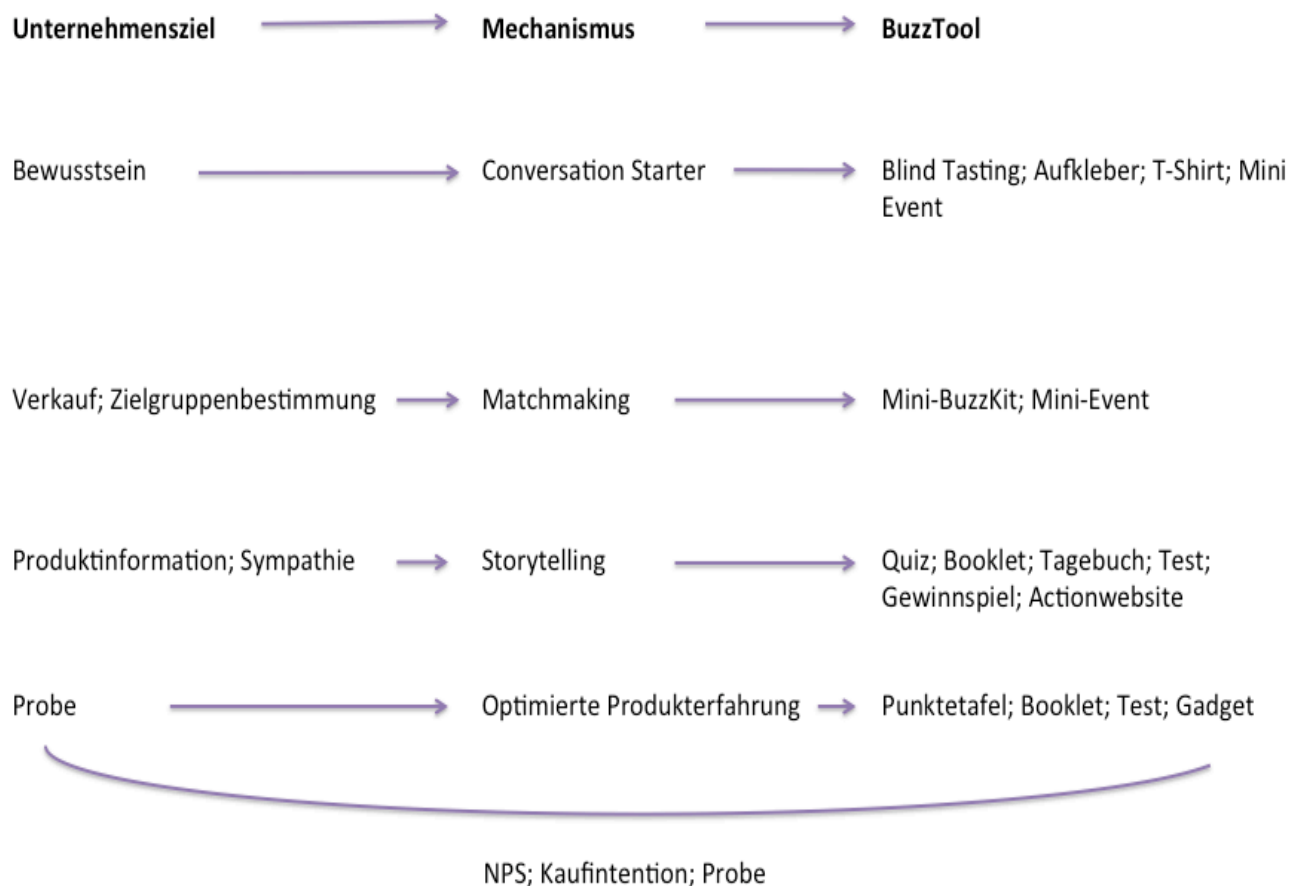 Unternehmensziel Mechanismus BuzzTool
Bewusstsein Conversation Starter Blind Tasting; Aufkleber; T-Shirt; Mini
Event
Verkauf; Zielgruppenbestimmung Matchmaking Mini-BuzzKit; Mini-Event
Produktinformation; Sympathie Storytelling Quiz; Booklet; Tagebuch; Test;
Gewinnspiel; Actionwebsite
Probe Optimierte Produkterfahrung Punktetafel; Booklet; Test; Gadget
NPS; Kaufintention; Probe